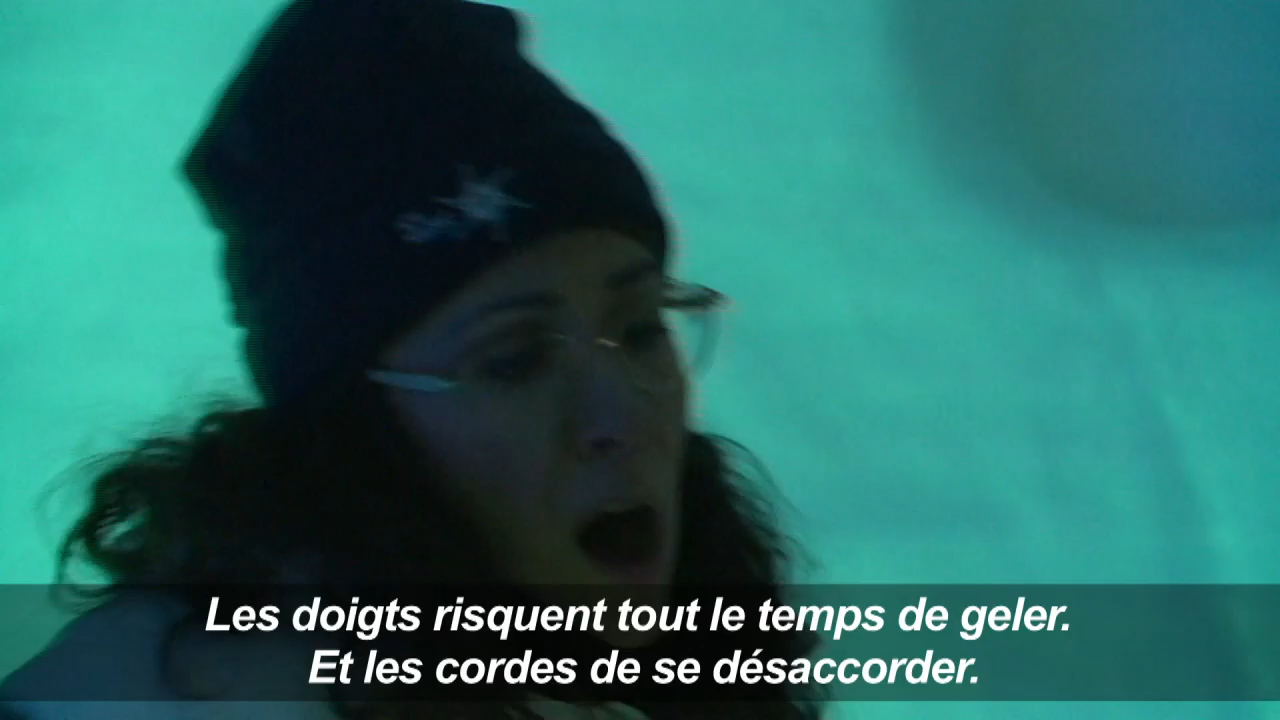 Les doigts risquent tout le temps de geler.
Et les cordes de se désaccorder.